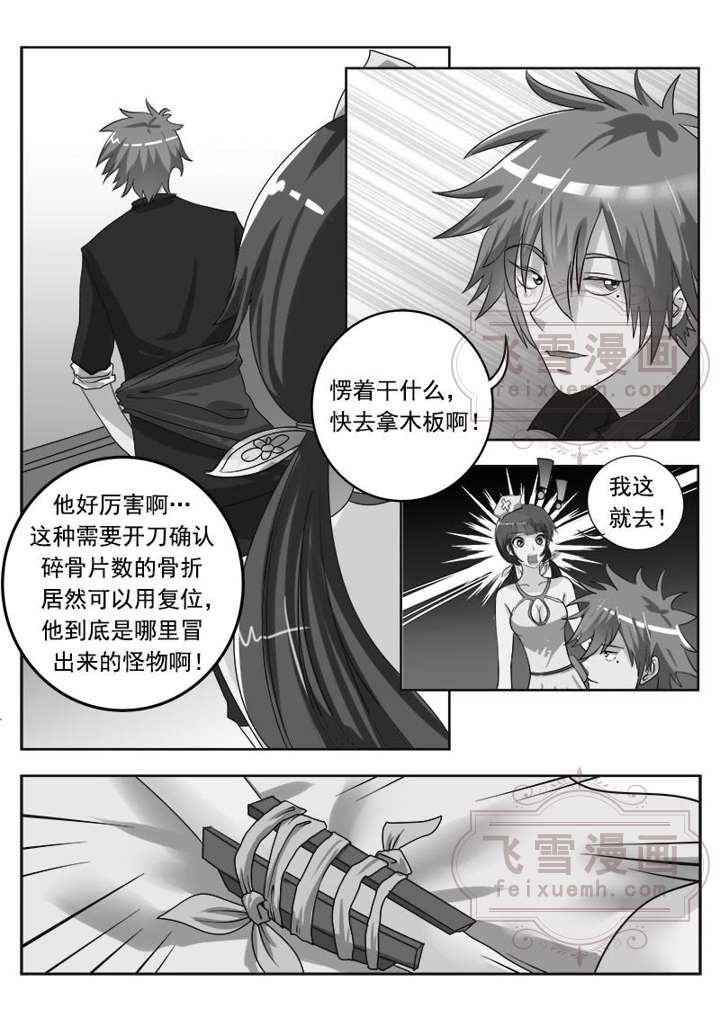 他好厉害啊…
这种需要开刀确认
碎骨片数的骨折
居然可以用复位，
他到底是哪里冒
出来的怪物啊！
愣着干什么，
快去拿木板啊！
！！
我这
就去！
飞雪漫画
feixuemh.com
飞雪漫画
feixuemh.com